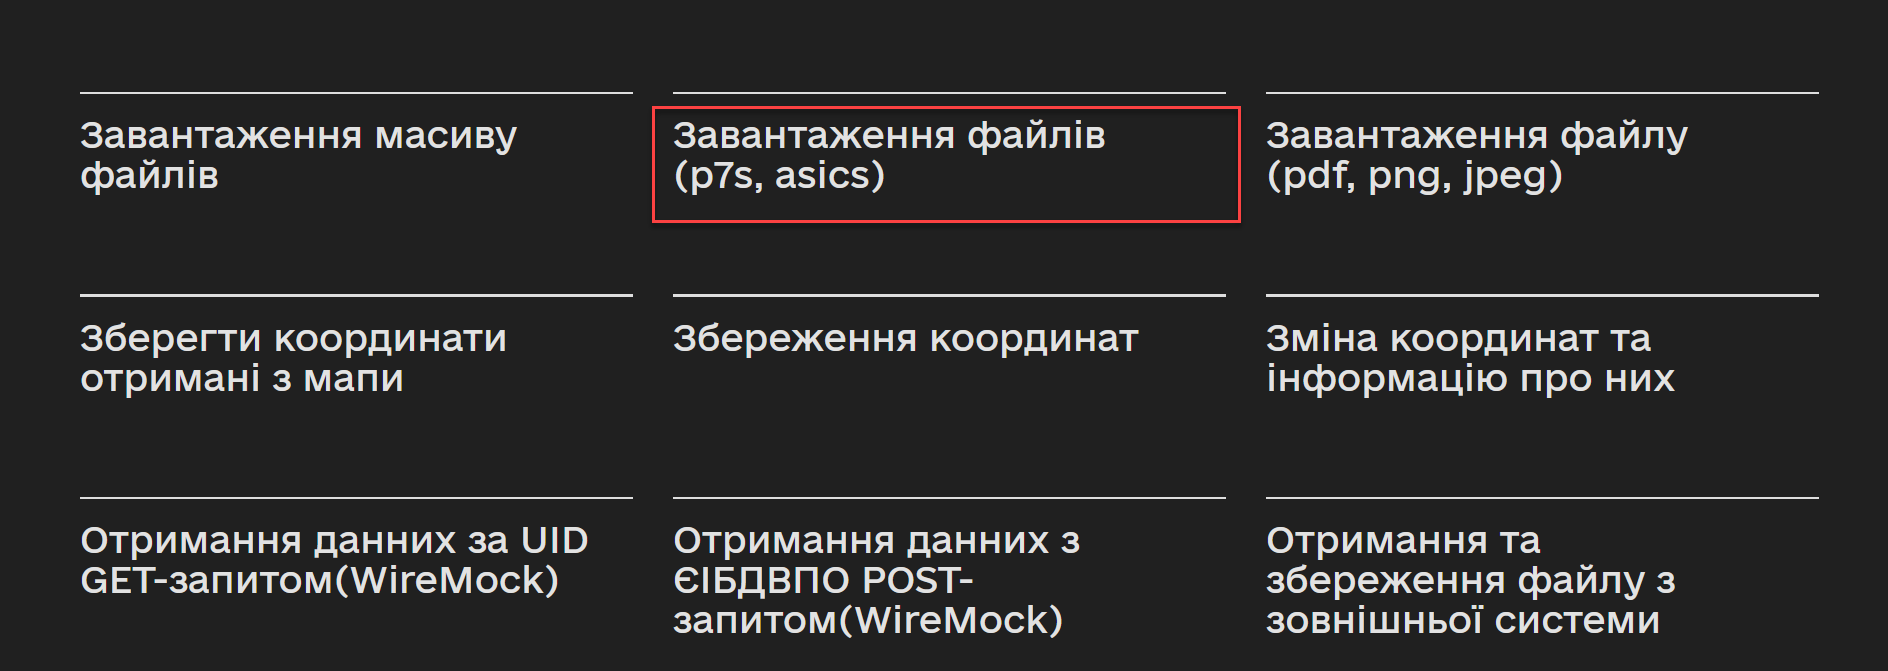 Завантаження масиву
файлів
Завантаження файлів
(p7s, asics)
Завантаження файлу
(pdf, png, jpeg)
Зберегти координати
отримані з мапи
Збереження координат
Зміна координат та
інформацію про них
Отримання данних за UID
GET-запитом(WireMock)
Отримання данних з
ЄІБДВПО POST-
запитом(WireMock)
Отримання та
збереження файлу з
зовнішньої системи